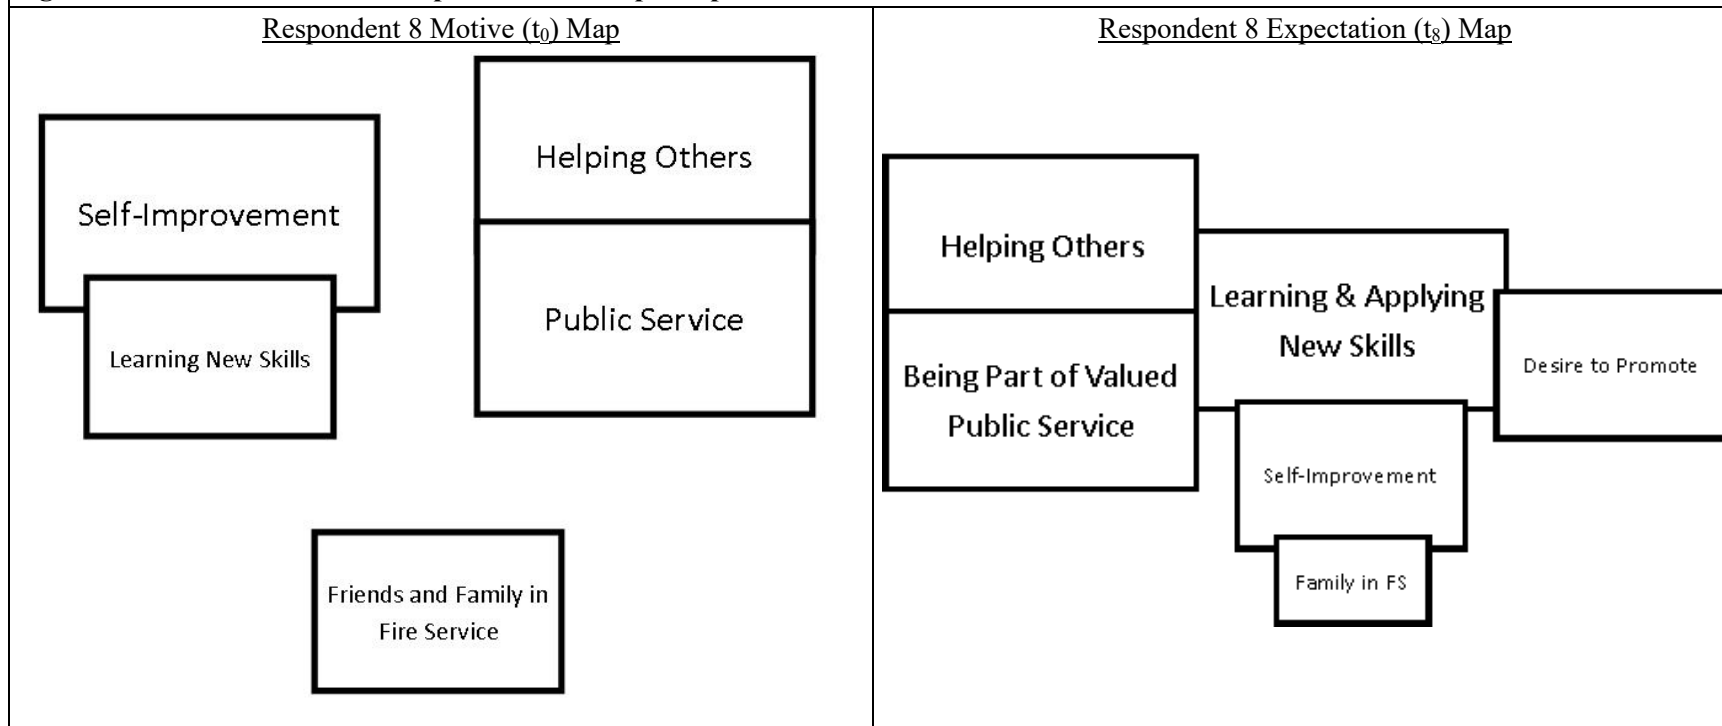 Respondent 8 Motive (t0) Map
Helping Others
Self-Improvement
Public Service
Learning New Skills
Friends and Family in
Fire Service
Respondent 8 Expectation (t8) Map
Helping Others
Learning & Applying
New Skills
Being Part of Valued
Public Service
Desire to Promote
Self-Improvement
Family in FS